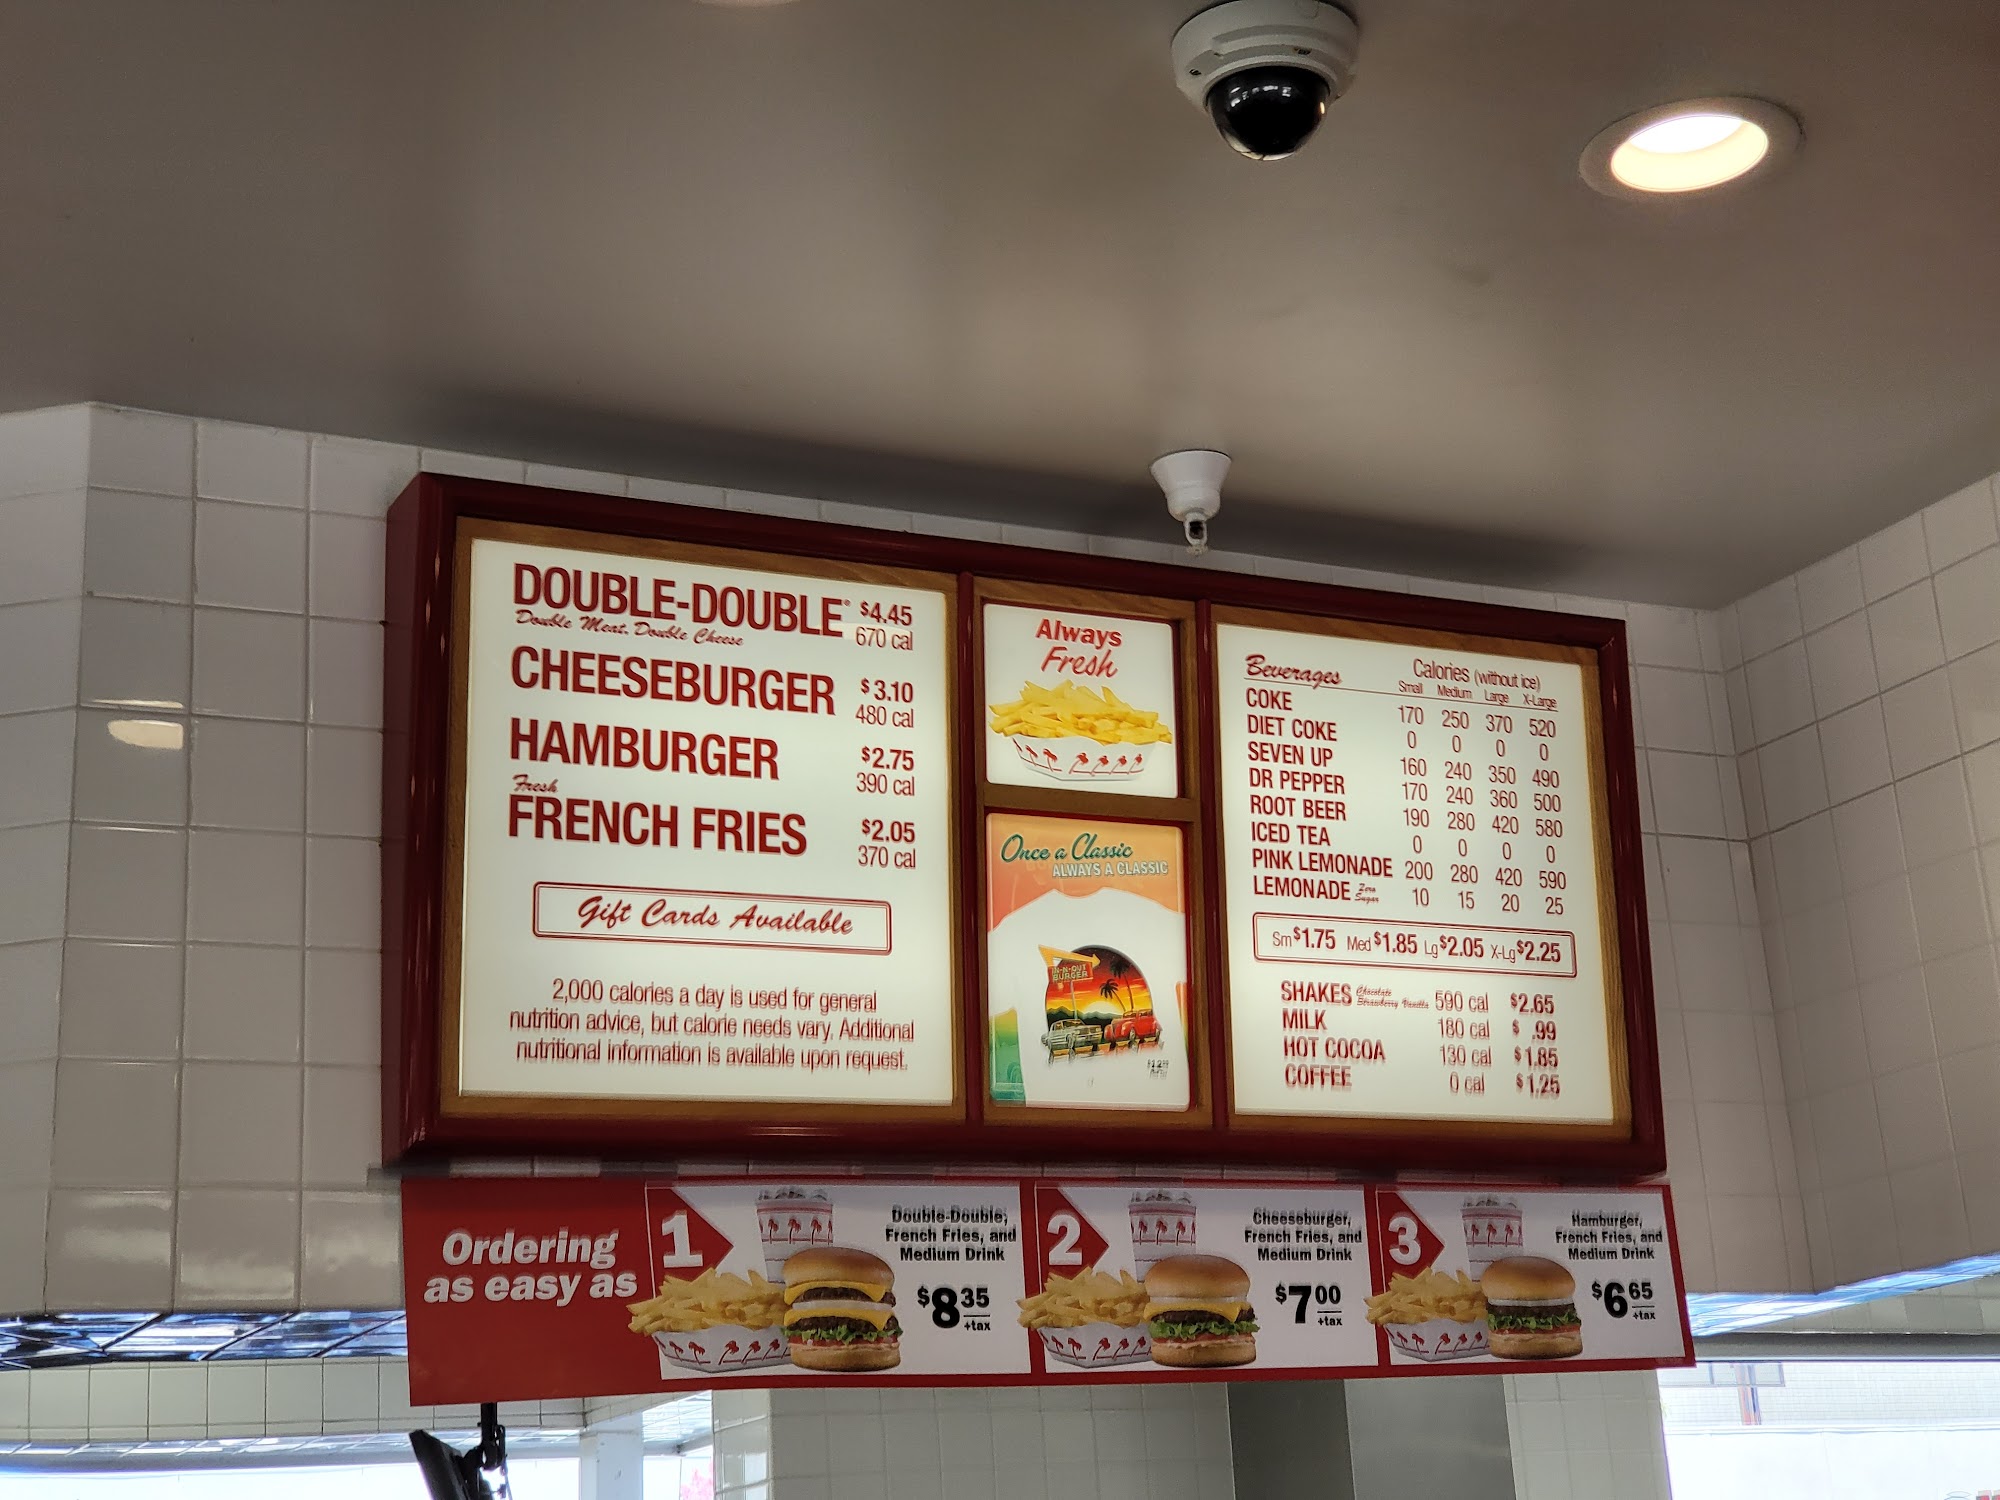 DOUBLE-DOUBLE® $4.45
Double Meat, Double Cheese 670 cal
CHEESEBURGER $3.10
480 cal
HAMBURGER $2.75
390 cal
Fresh
FRENCH FRIES $2.05
370 cal
Gift Cards Available
2,000 calories a day is used for general
nutrition advice, but calorie needs vary. Additional
nutritional information is available upon request.
Always
Fresh
Once a Classic
ALWAYS A CLASSIC
IN-N-OUT
BURGER
Beverages Calories (without ice)
Small Medium Large X-Large
COKE 170 250 370 520
DIET COKE 0 0 0 0
SEVEN UP 160 240 350 490
DR PEPPER 170 240 360 500
ROOT BEER 190 280 420 580
ICED TEA 0 0 0 0
PINK LEMONADE 200 280 420 590
LEMONADE Zero Sugar 10 15 20 25
Sm $1.75 Med $1.85 Lg $2.05 X-Lg $2.25
SHAKES Chocolate Strawberry Vanilla 590 cal $2.65
MILK 180 cal $ .99
HOT COCOA 130 cal $1.85
COFFEE 0 cal $1.25
Ordering
as easy as
1
Double-Double,
French Fries, and
Medium Drink
$8.35
+tax
2
Cheeseburger,
French Fries, and
Medium Drink
$7.00
+tax
3
Hamburger,
French Fries, and
Medium Drink
$6.65
+tax